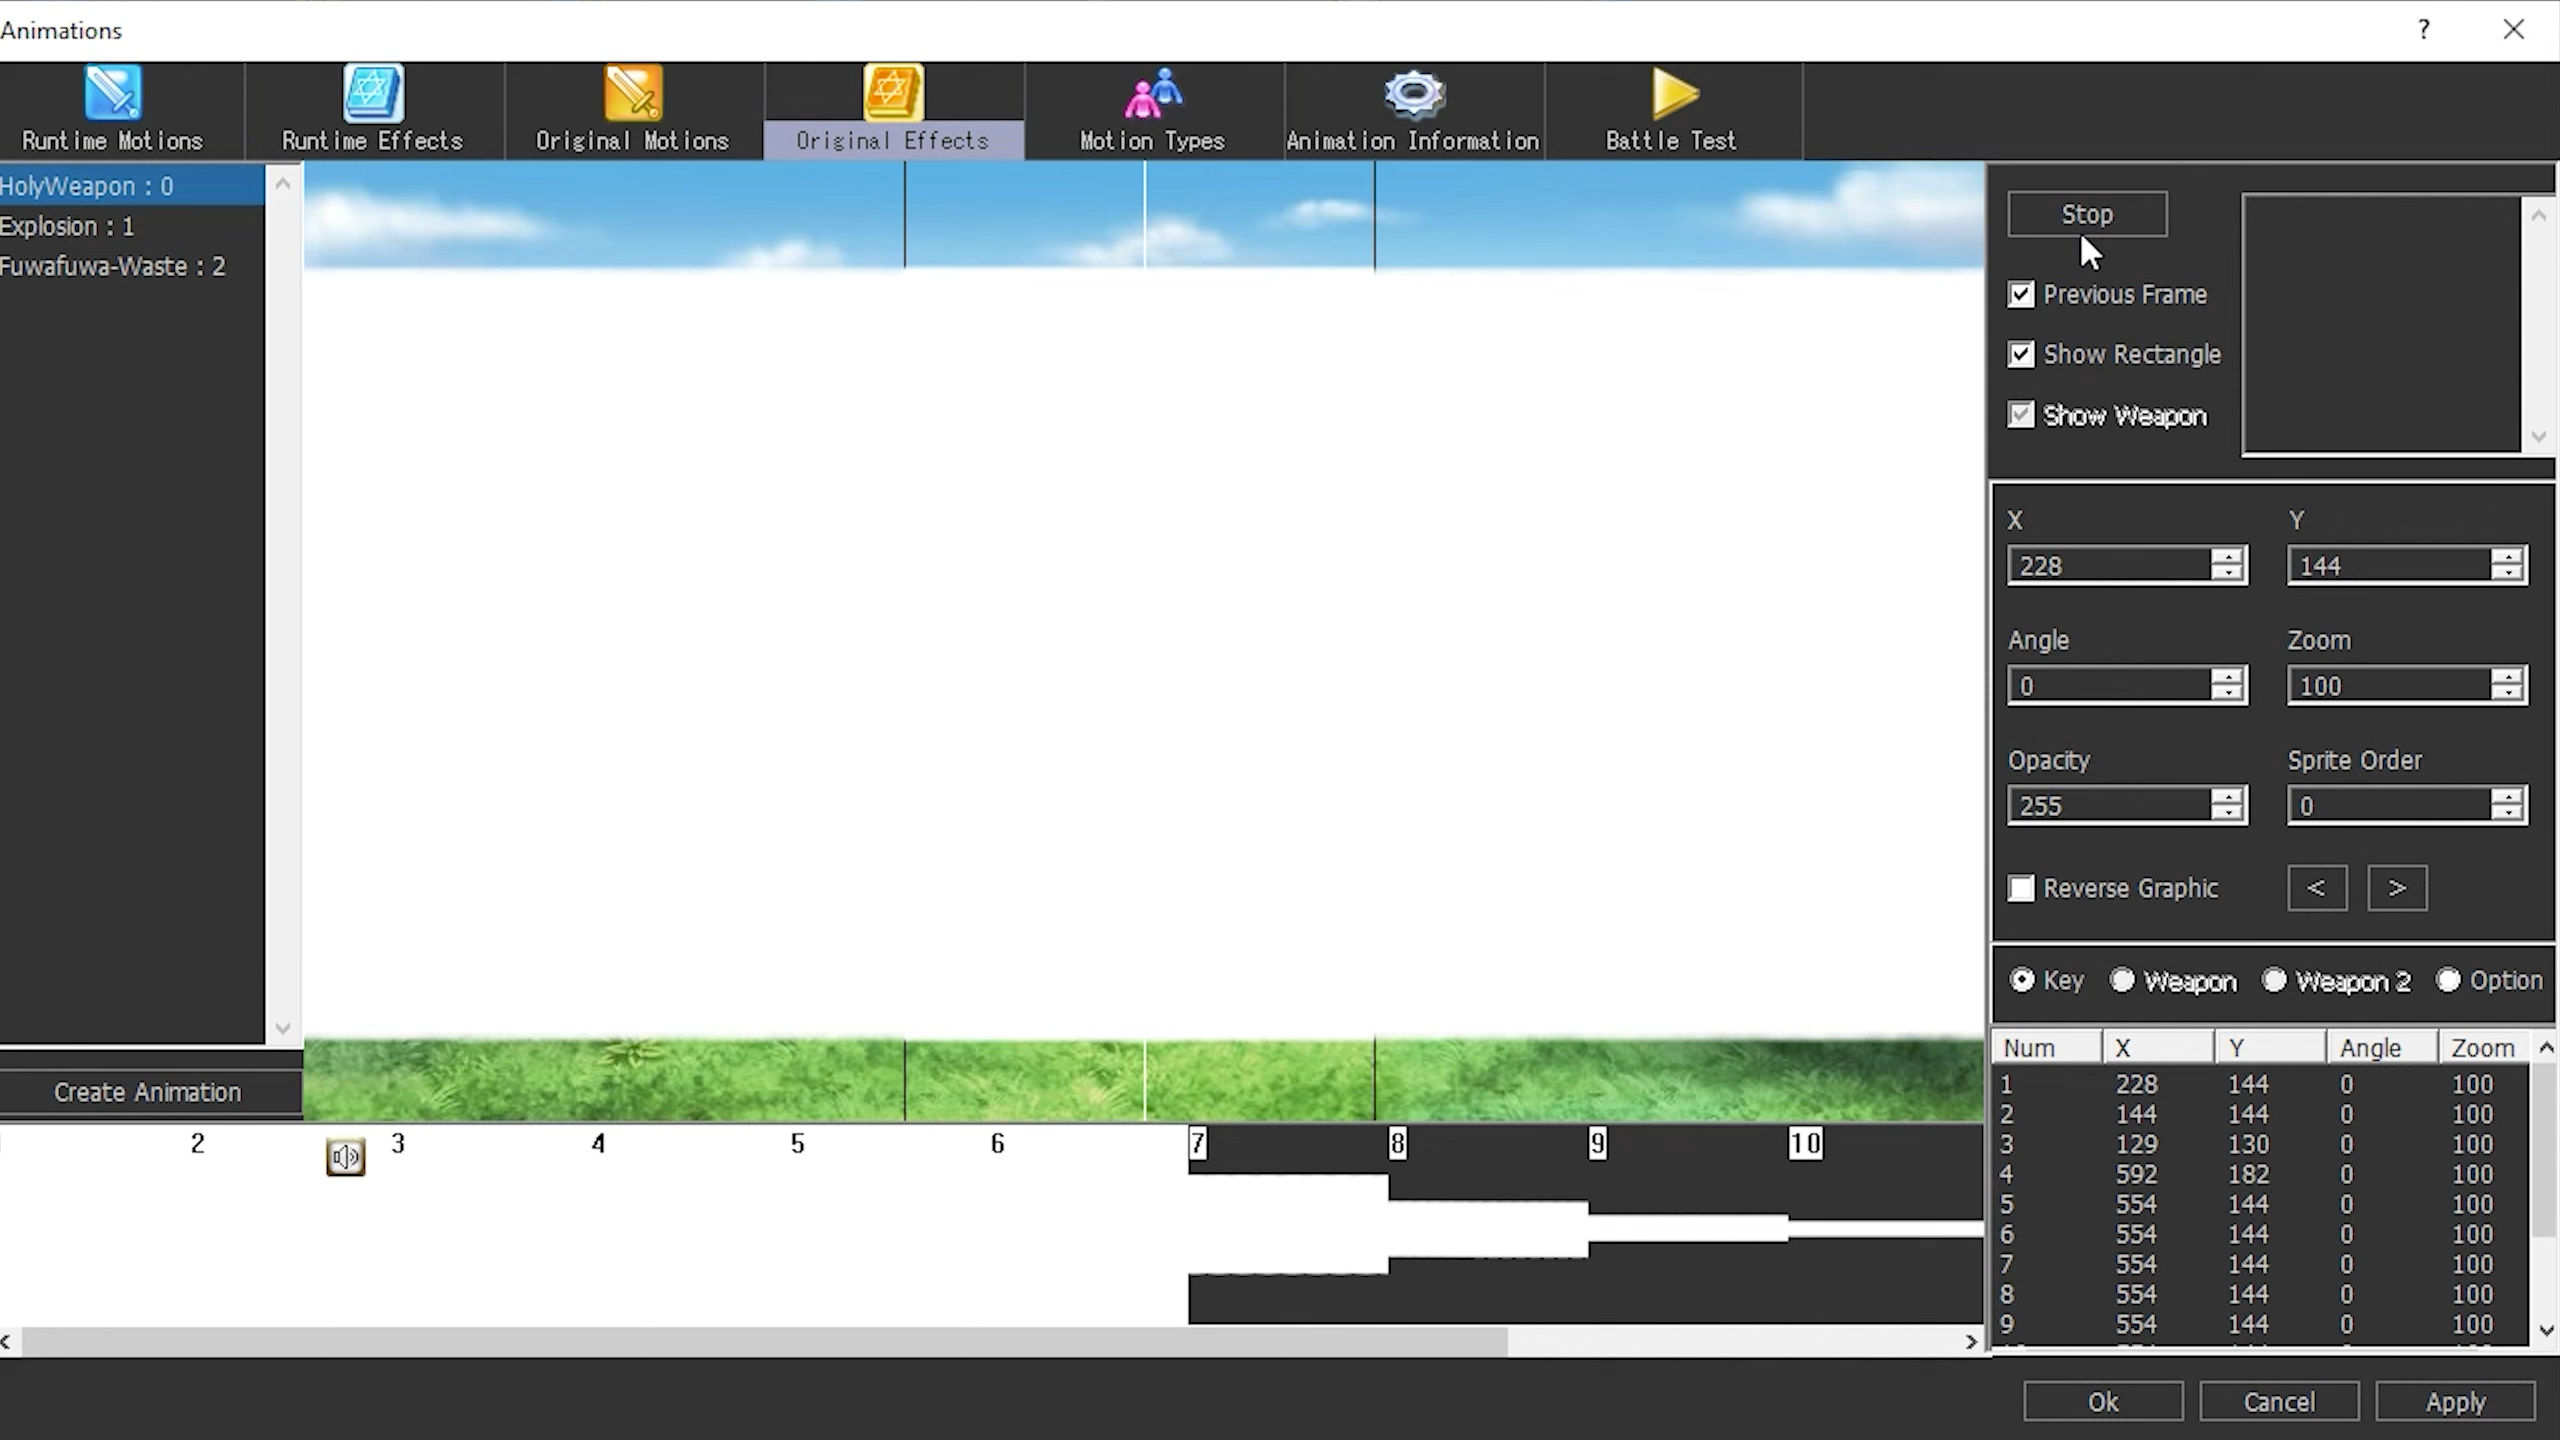 Animations
?
Runtime Motions
Runtime Effects
Original Motions
Original Effects
Motion Types
Animation Information
Battle Test
HolyWeapon : 0
Explosion : 1
Fuwafuwa-Waste : 2
Create Animation
Stop
Previous Frame
Show Rectangle
Show Weapon
X Y
228 144
Angle Zoom
0 100
Opacity Sprite Order
255 0
Reverse Graphic < >
Key Weapon Weapon 2 Option
Num X Y Angle Zoom
1 228 144 0 100
2 144 144 0 100
3 129 130 0 100
4 592 182 0 100
5 554 144 0 100
6 554 144 0 100
7 554 144 0 100
8 554 144 0 100
9 554 144 0 100
2 3 4 5 6 7 8 9 10
Ok Cancel Apply